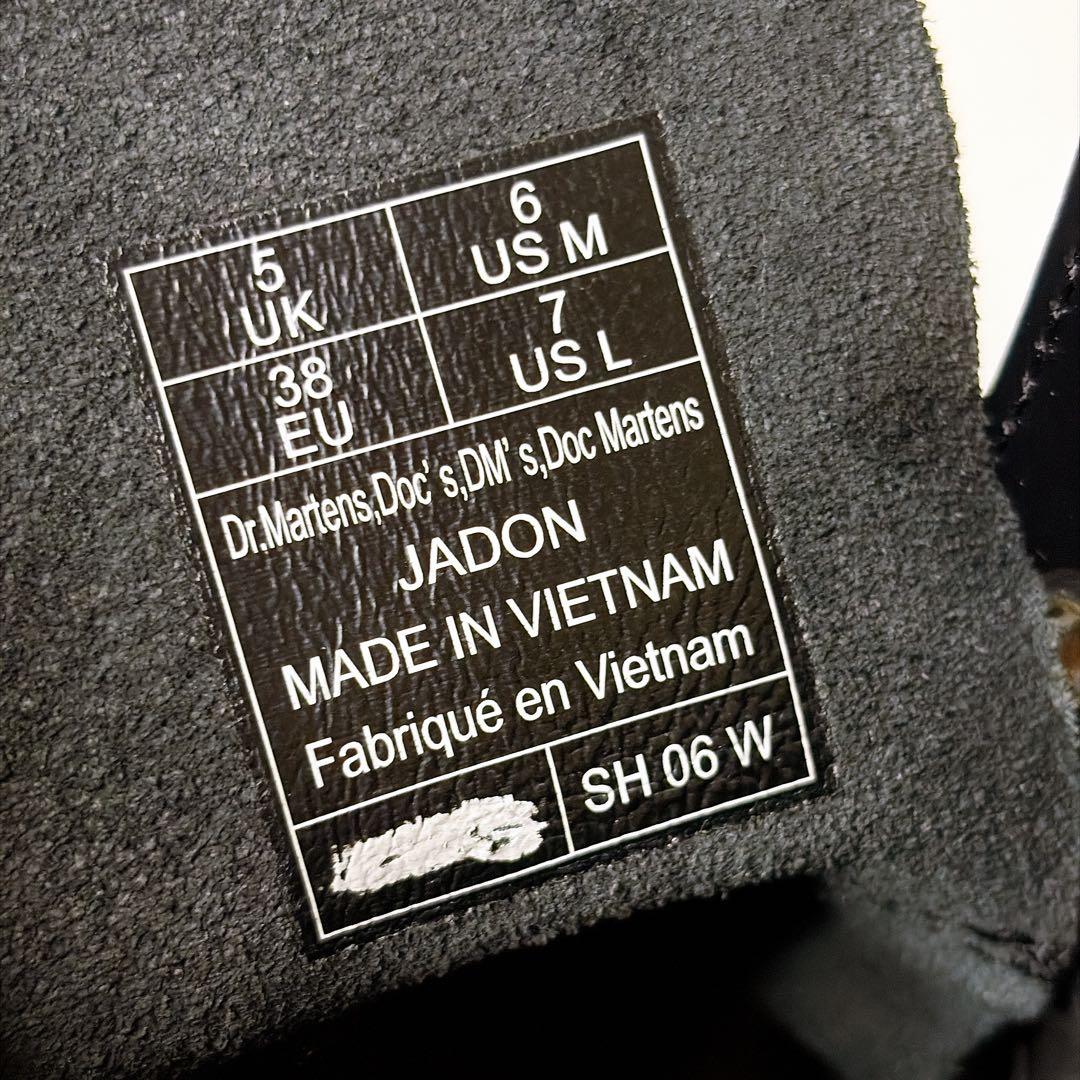 5
UK
6
US M
38
EU
7
US L
Dr.Martens,Doc's,DM's,Doc Martens
JADON
MADE IN VIETNAM
Fabriqué en Vietnam
SH 06 W